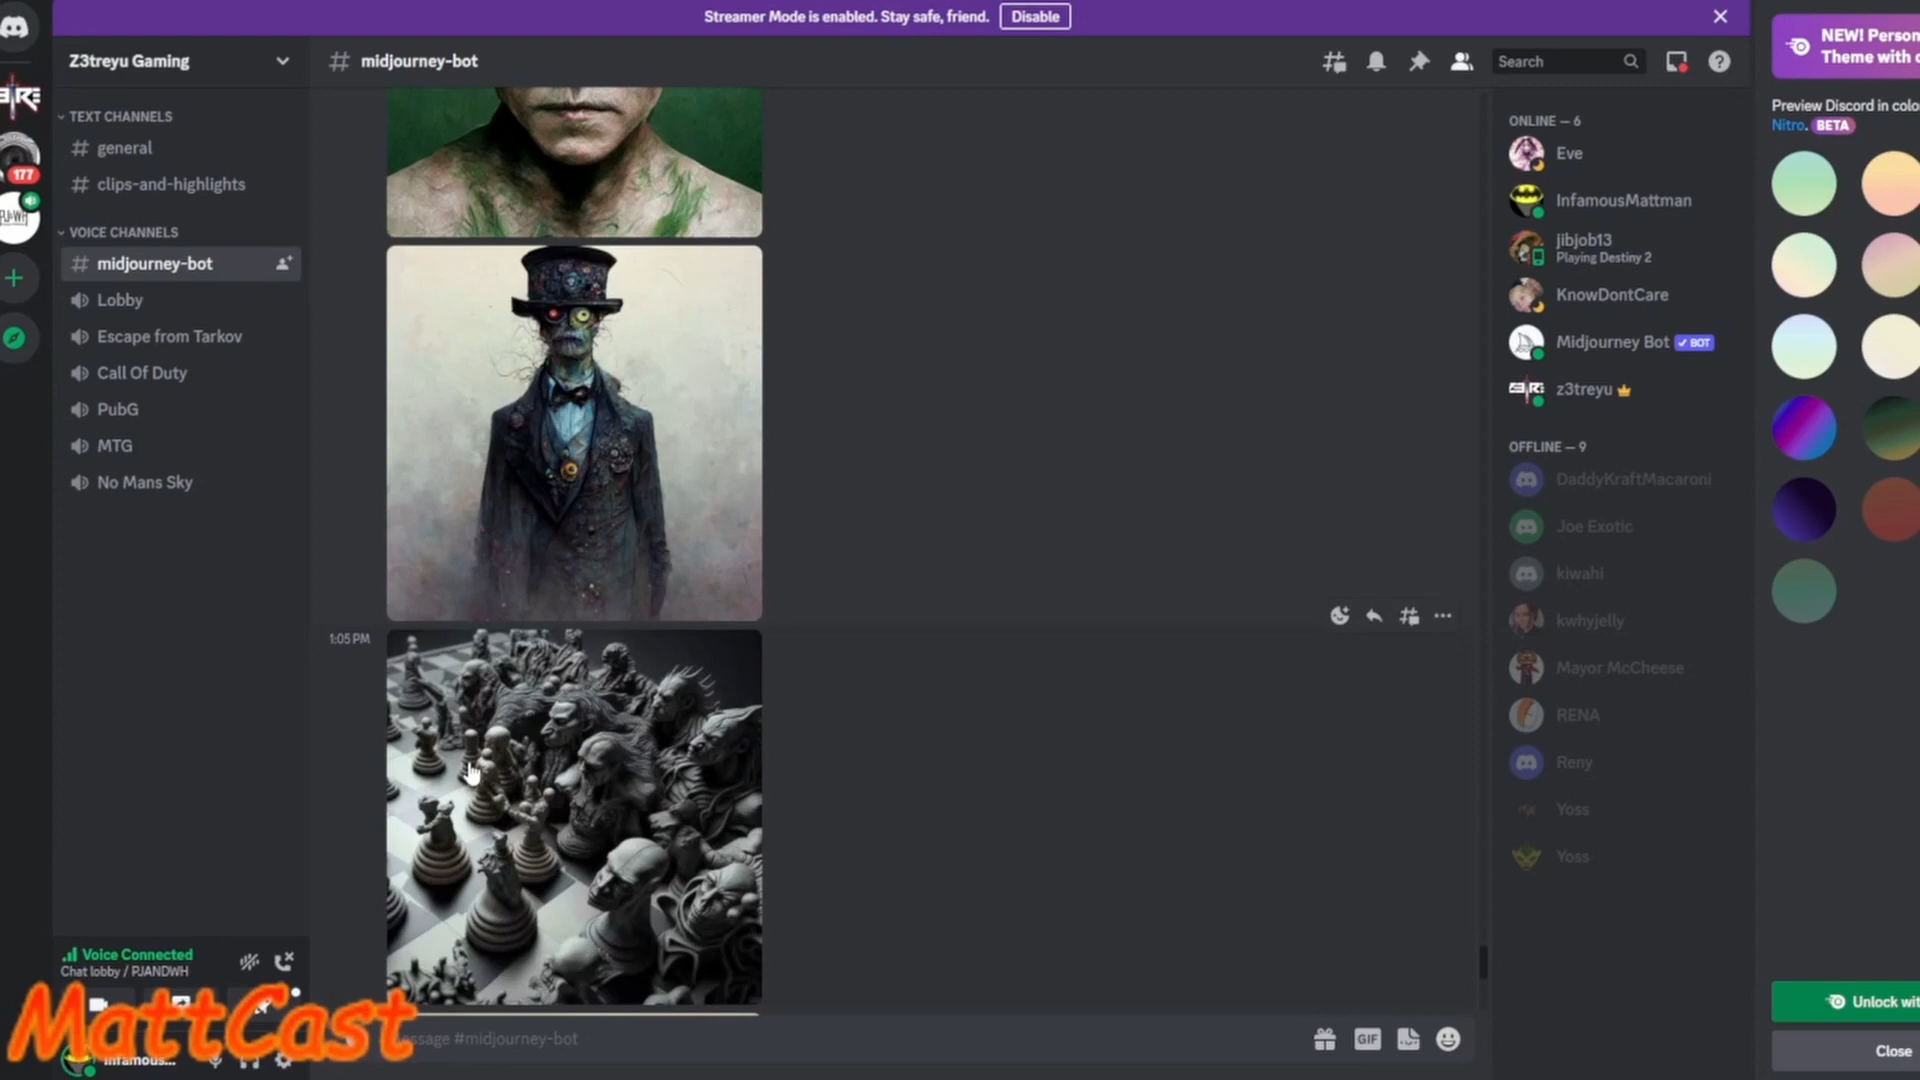 Streamer Mode is enabled. Stay safe, friend.
Disable
Z3treyu Gaming
midjourney-bot
Search
NEW! Person
Theme with
Preview Discord in colo
Nitro. BETA
TEXT CHANNELS
general
clips-and-highlights
177
VOICE CHANNELS
midjourney-bot
Lobby
Escape from Tarkov
Call Of Duty
PubG
MTG
No Mans Sky
1:05 PM
ONLINE — 6
Eve
InfamousMattman
jibjob13
Playing Destiny 2
KnowDontCare
Midjourney Bot BOT
z3treyu
OFFLINE — 9
DaddyKraftMacaroni
Joe Exotic
kiwahi
kwhyjelly
Mayor McCheese
RENA
Reny
Yoss
Yoss
Voice Connected
Chat lobby / PJANDWH
MattCast
Infamous...
#midjourney-bot
GIF
Unlock wit
Close